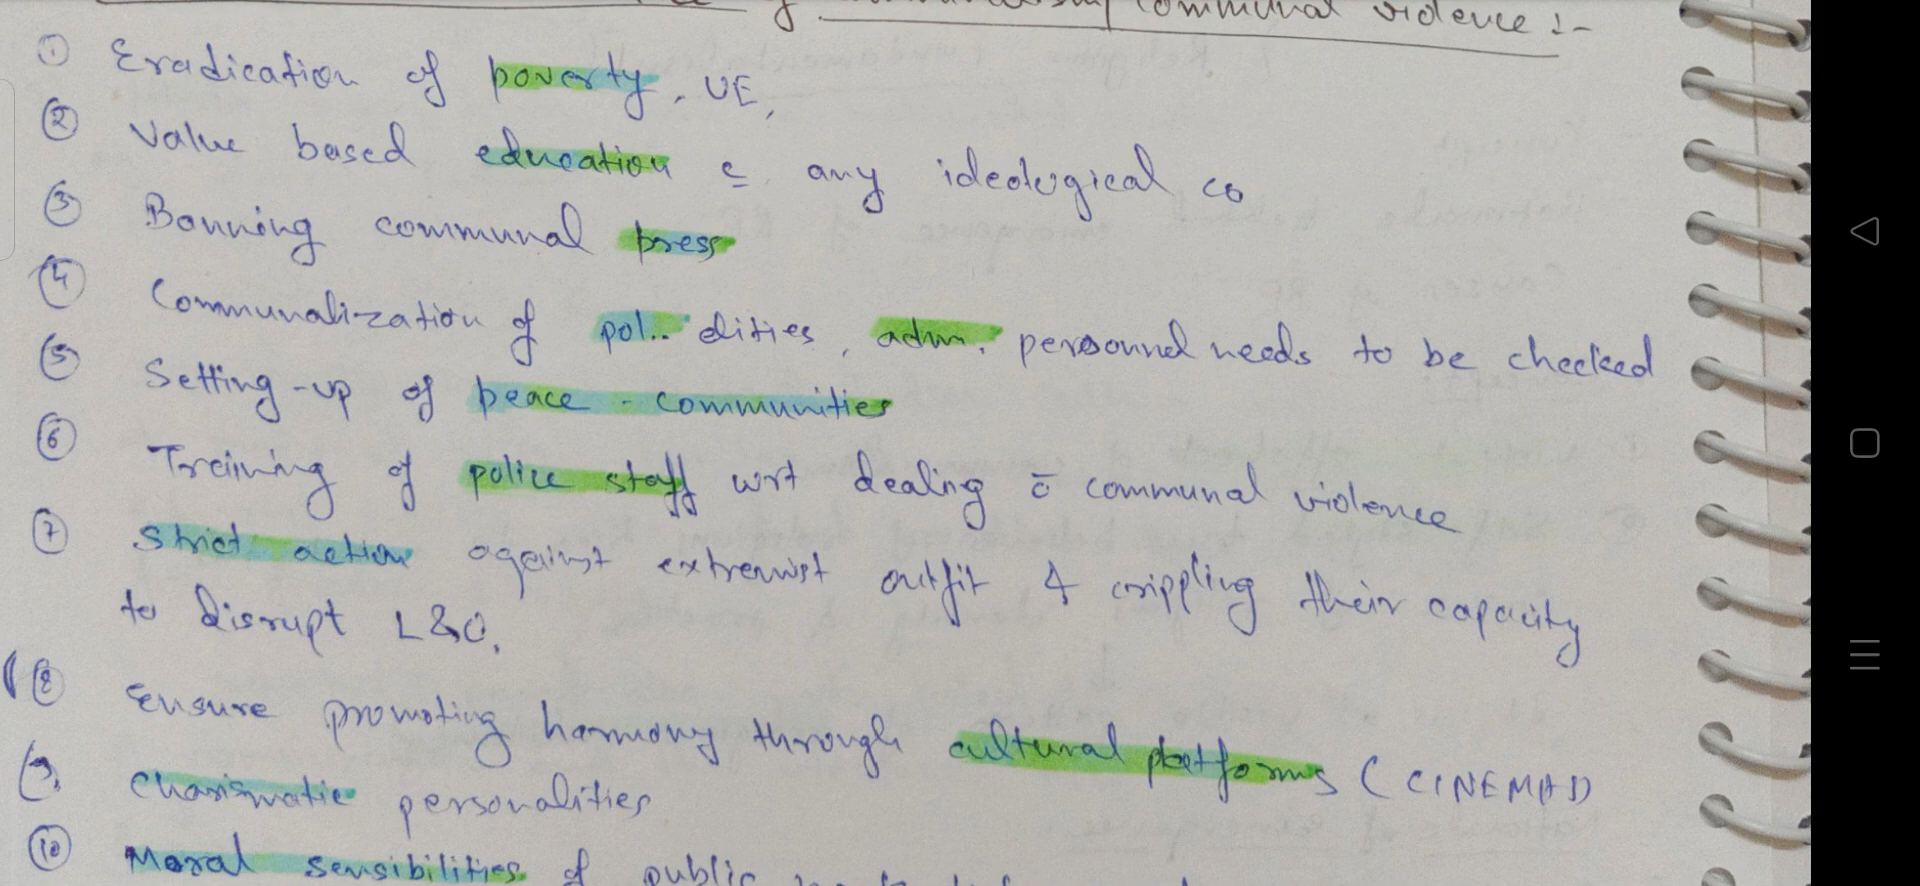 communal violence :-
① Eradication of poverty, UE,
② Value based education c̄ any ideological co
③ Banning communal press
④ Communalization of pol.. elities, adm. personnel needs to be checked
⑤ Setting-up of peace - communities
⑥ Training of police staff wrt dealing c̄ communal violence
⑦ Strict action against extremist outfit & crippling their capacity
to disrupt L&O.
⑧ Ensure promoting harmony through cultural platforms (CINEMA)
⑨ Charismatic personalities
⑩ Moral sensibilities of public